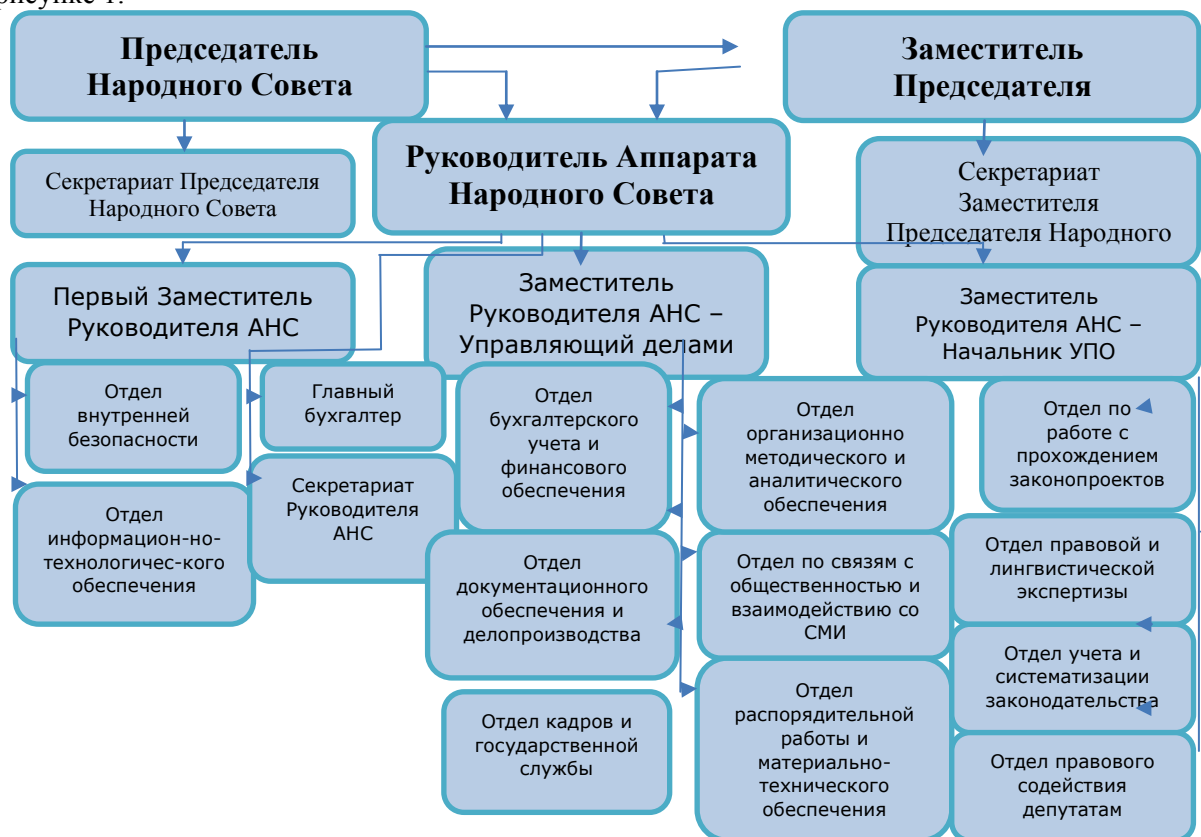 рисунке 1.
Председатель
Народного Совета
Заместитель
Председателя
Руководитель Аппарата
Народного Совета
Секретариат Председателя
Народного Совета
Секретариат
Заместителя
Председателя Народного
Первый Заместитель
Руководителя АНС
Заместитель
Руководителя АНС –
Управляющий делами
Заместитель
Руководителя АНС –
Начальник УПО
Отдел
внутренней
безопасности
Главный
бухгалтер
Отдел
бухгалтерского
учета и
финансового
обеспечения
Отдел
организационно
методического и
аналитического
обеспечения
Отдел по
работе с
прохождением
законопроектов
Отдел
информацион-но-
технологичес-кого
обеспечения
Секретариат
Руководителя
АНС
Отдел
документационного
обеспечения и
делопроизводства
Отдел по связям с
общественностью и
взаимодействию со
СМИ
Отдел правовой и
лингвистической
экспертизы
Отдел учета и
систематизации
законодательства
Отдел кадров и
государственной
службы
Отдел
распорядительной
работы и
материально-
технического
обеспечения
Отдел правового
содействия
депутатам